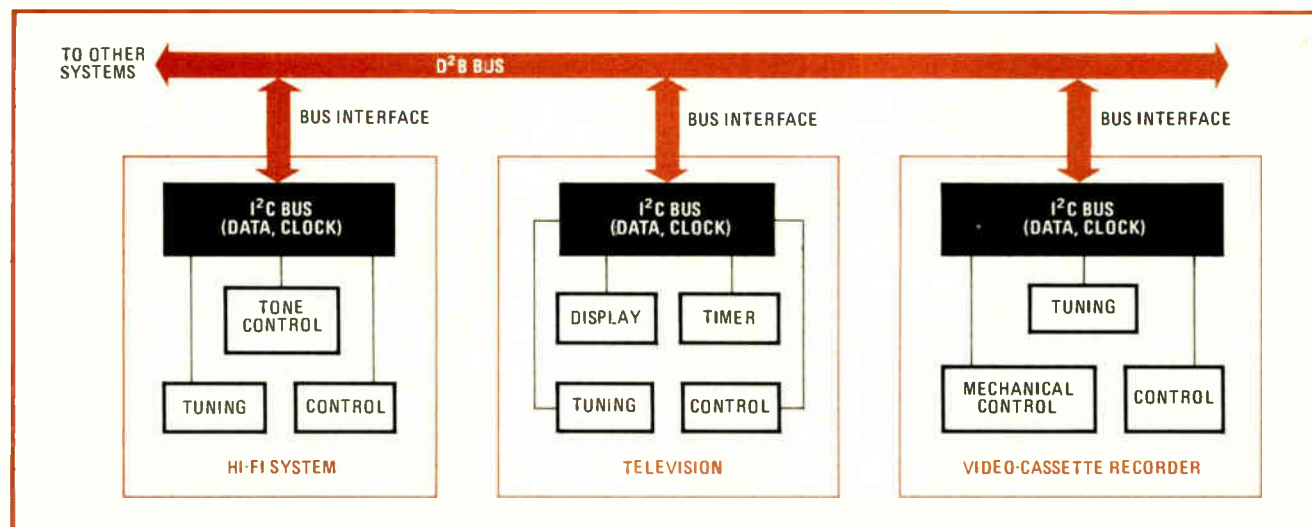 TO OTHER
SYSTEMS
D²B BUS
BUS INTERFACE
BUS INTERFACE
BUS INTERFACE
I²C BUS
(DATA, CLOCK)
TONE
CONTROL
TUNING
CONTROL
HI-FI SYSTEM
I²C BUS
(DATA, CLOCK)
DISPLAY
TIMER
TUNING
CONTROL
TELEVISION
I²C BUS
(DATA, CLOCK)
TUNING
MECHANICAL
CONTROL
CONTROL
VIDEO-CASSETTE RECORDER